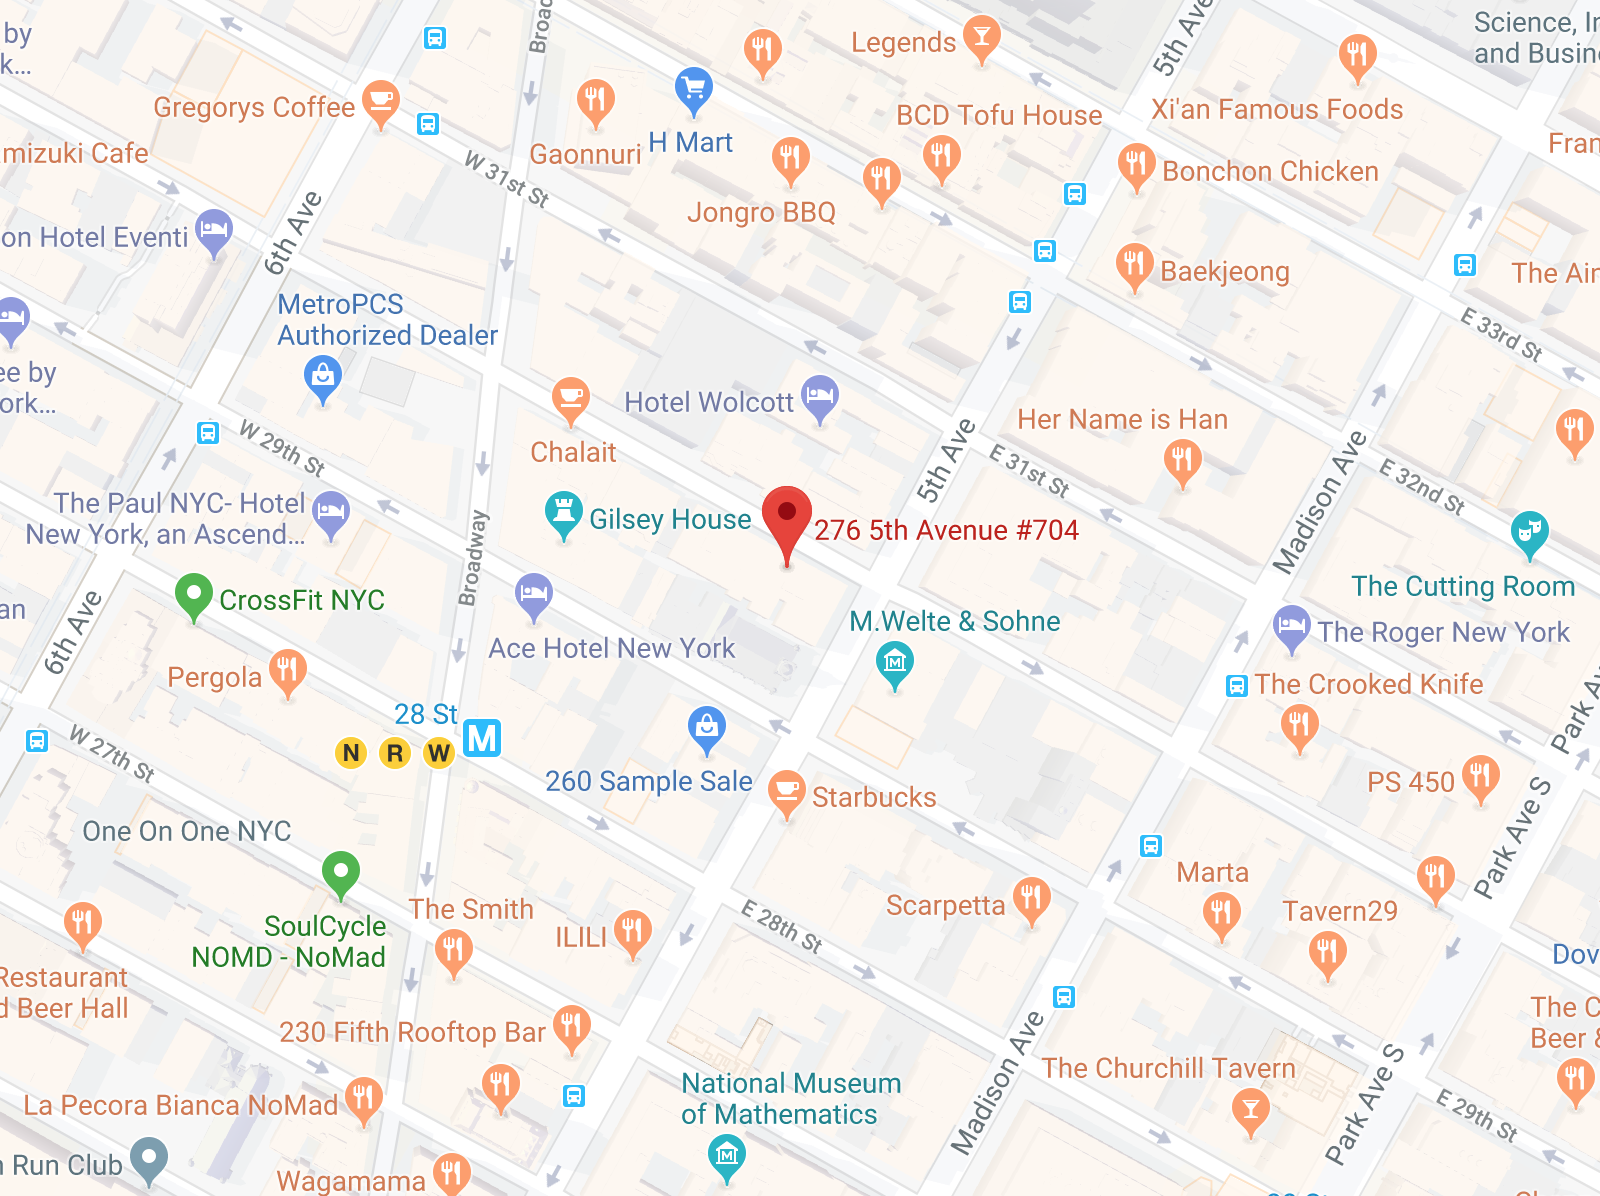 Broad
by
k...
Legends
5th Ave
Science, In
and Busin
Gregorys Coffee
H Mart
BCD Tofu House
Xi'an Famous Foods
mizuki Cafe
W 31st St
Gaonnuri
Bonchon Chicken
Fran
Jongro BBQ
on Hotel Eventi
6th Ave
Baekjeong
The Ain
MetroPCS
Authorized Dealer
E 33rd St
ee by
ork...
Hotel Wolcott
Her Name is Han
W 29th St
Chalait
5th Ave
E 31st St
Madison Ave
E 32nd St
The Paul NYC- Hotel
New York, an Ascend...
Gilsey House
276 5th Avenue #704
Broadway
The Cutting Room
an
CrossFit NYC
6th Ave
M.Welte & Sohne
The Roger New York
Ace Hotel New York
Pergola
The Crooked Knife
Park Av
28 St
M
N R W
W 27th St
260 Sample Sale
Starbucks
PS 450
Park Ave S
One On One NYC
Marta
Scarpetta
Tavern29
The Smith
E 28th St
SoulCycle
NOMD - NoMad
ILILI
Dov
Restaurant
d Beer Hall
The C
Beer &
230 Fifth Rooftop Bar
Madison Ave
The Churchill Tavern
Park Ave S
National Museum
of Mathematics
La Pecora Bianca NoMad
E 29th St
n Run Club
Wagamama